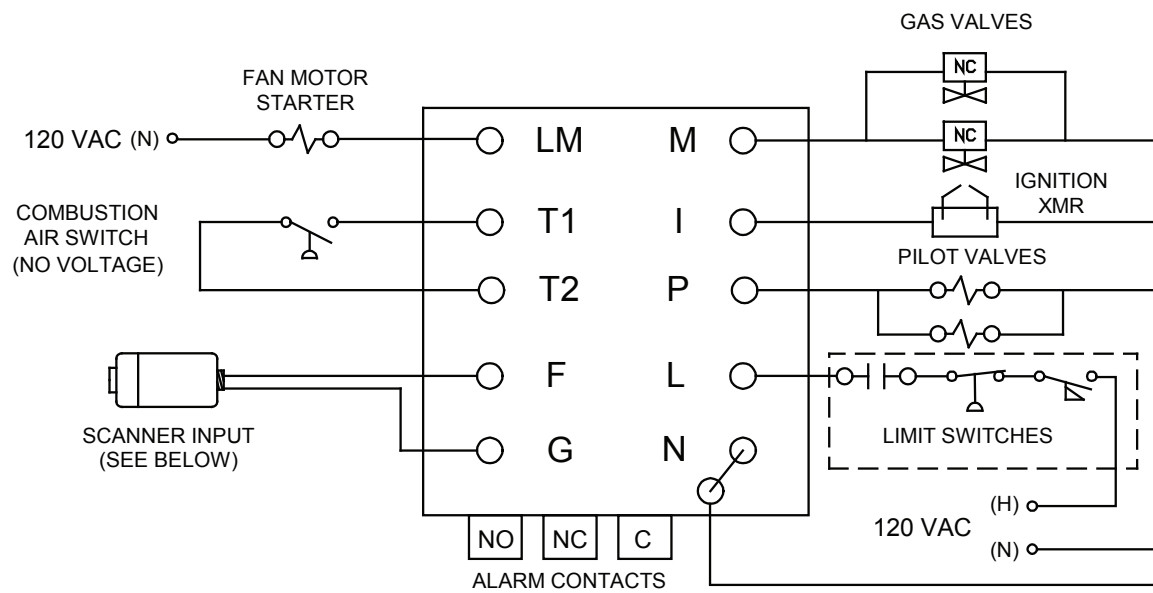 GAS VALVES
NC
FAN MOTOR
STARTER
120 VAC (N)
LM
M
NC
COMBUSTION
AIR SWITCH
(NO VOLTAGE)
T1
I
IGNITION
XMR
T2
P
PILOT VALVES
F
L
SCANNER INPUT
(SEE BELOW)
G
N
LIMIT SWITCHES
(H)
120 VAC
(N)
NO
NC
C
ALARM CONTACTS